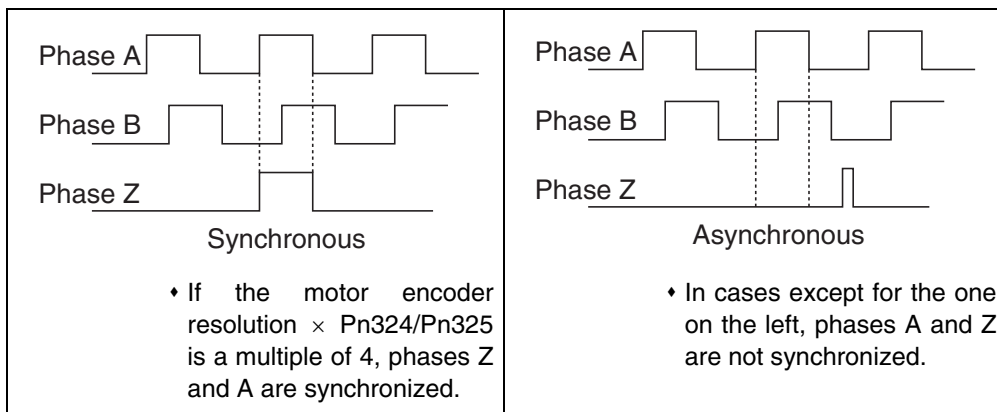 Phase A
Phase B
Phase Z
Synchronous
♦ If the motor encoder
resolution × Pn324/Pn325
is a multiple of 4, phases Z
and A are synchronized.
Phase A
Phase B
Phase Z
Asynchronous
♦ In cases except for the one
on the left, phases A and Z
are not synchronized.